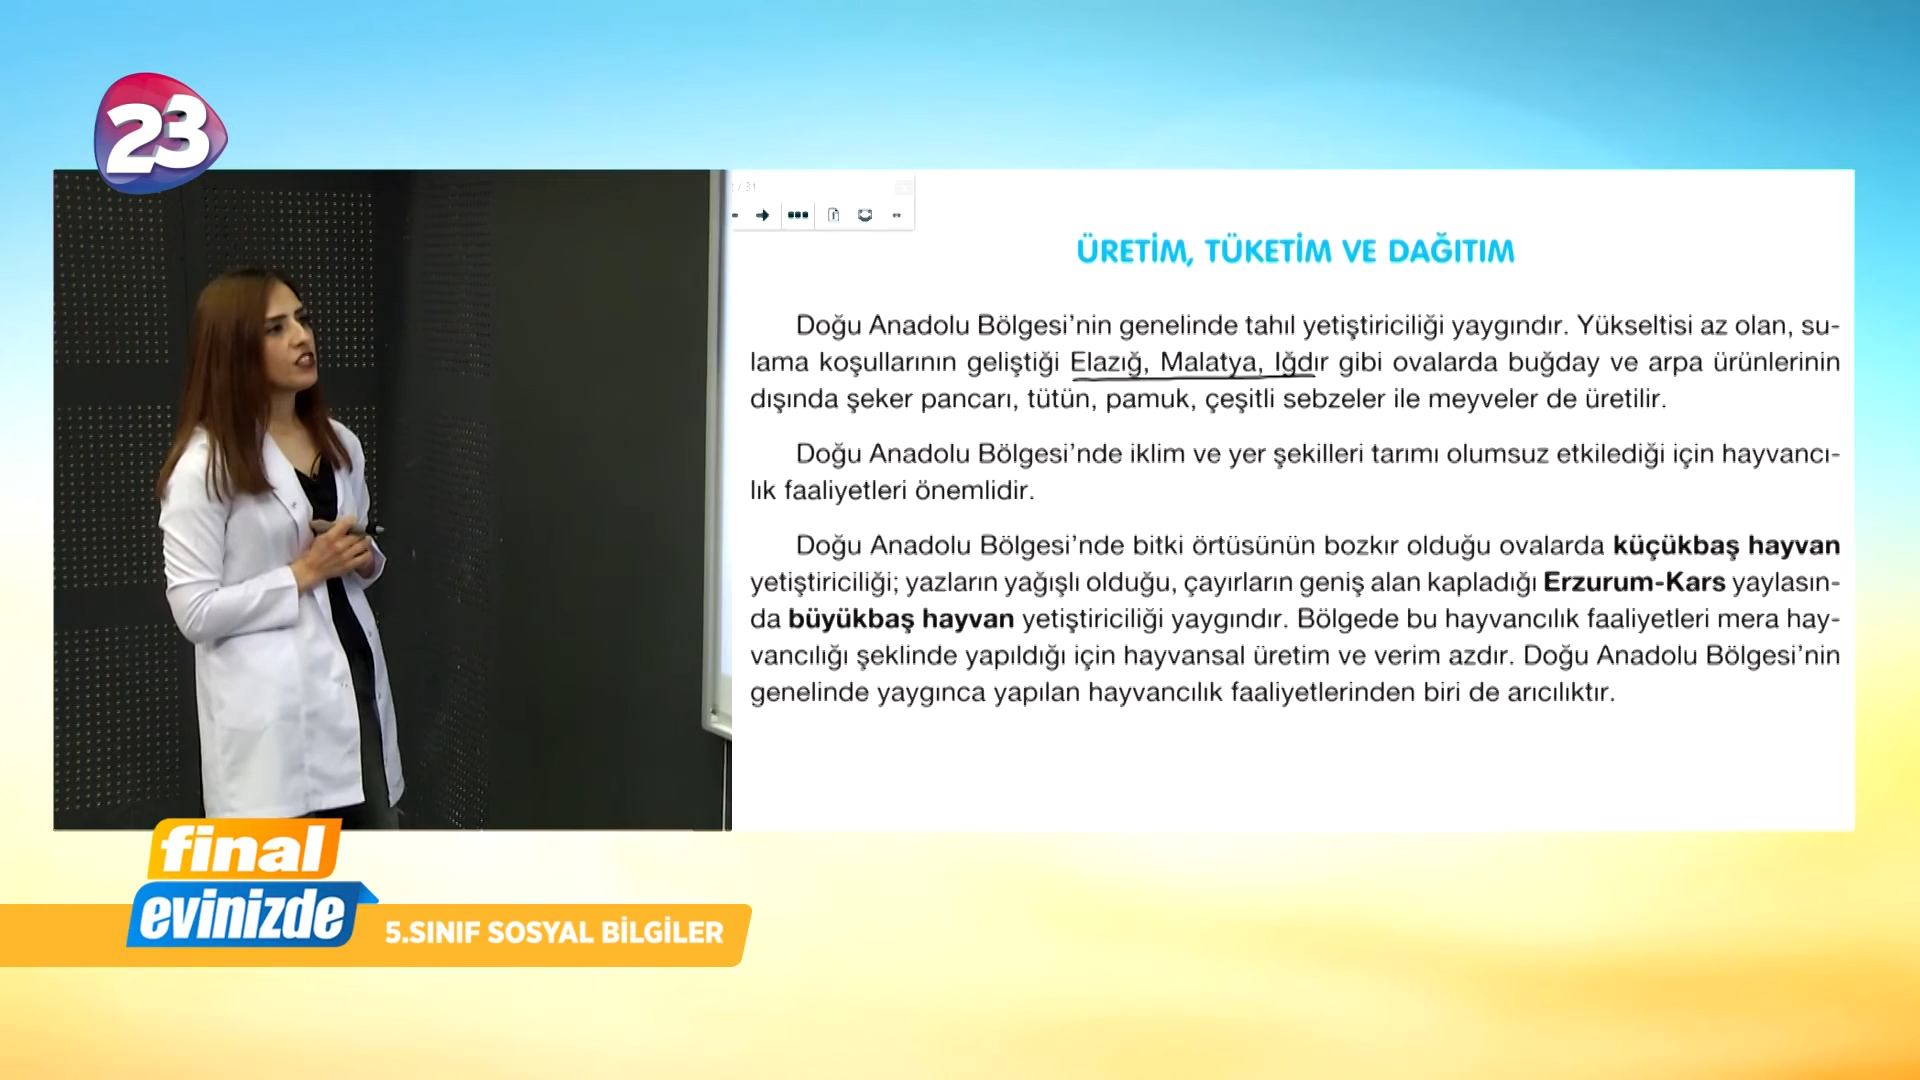 23
2 / 31
ÜRETİM, TÜKETİM VE DAĞITIM
Doğu Anadolu Bölgesi’nin genelinde tahıl yetiştiriciliği yaygındır. Yükseltisi az olan, su-
lama koşullarının geliştiği Elazığ, Malatya, Iğdır gibi ovalarda buğday ve arpa ürünlerinin
dışında şeker pancarı, tütün, pamuk, çeşitli sebzeler ile meyveler de üretilir.
Doğu Anadolu Bölgesi’nde iklim ve yer şekilleri tarımı olumsuz etkilediği için hayvancı-
lık faaliyetleri önemlidir.
Doğu Anadolu Bölgesi’nde bitki örtüsünün bozkır olduğu ovalarda küçükbaş hayvan
yetiştiriciliği; yazların yağışlı olduğu, çayırların geniş alan kapladığı Erzurum-Kars yaylasın-
da büyükbaş hayvan yetiştiriciliği yaygındır. Bölgede bu hayvancılık faaliyetleri mera hay-
vancılığı şeklinde yapıldığı için hayvansal üretim ve verim azdır. Doğu Anadolu Bölgesi’nin
genelinde yaygınca yapılan hayvancılık faaliyetlerinden biri de arıcılıktır.
final
evinizde
5.SINIF SOSYAL BİLGİLER